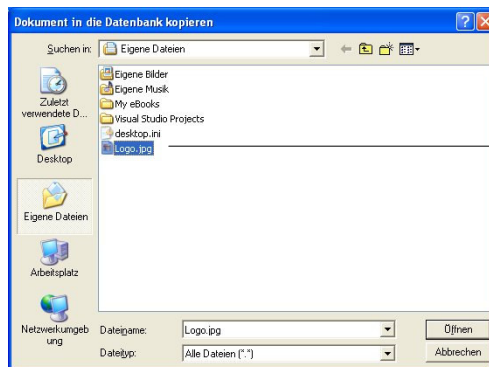 Dokument in die Datenbank kopieren
Suchen in: Eigene Dateien
Zuletzt
verwendete D...
Desktop
Eigene Dateien
Arbeitsplatz
Netzwerkumgeb
ung
Eigene Bilder
Eigene Musik
My eBooks
Visual Studio Projects
desktop.ini
Logo.jpg
Dateiname: Logo.jpg Öffnen
Dateityp: Alle Dateien (*.*) Abbrechen